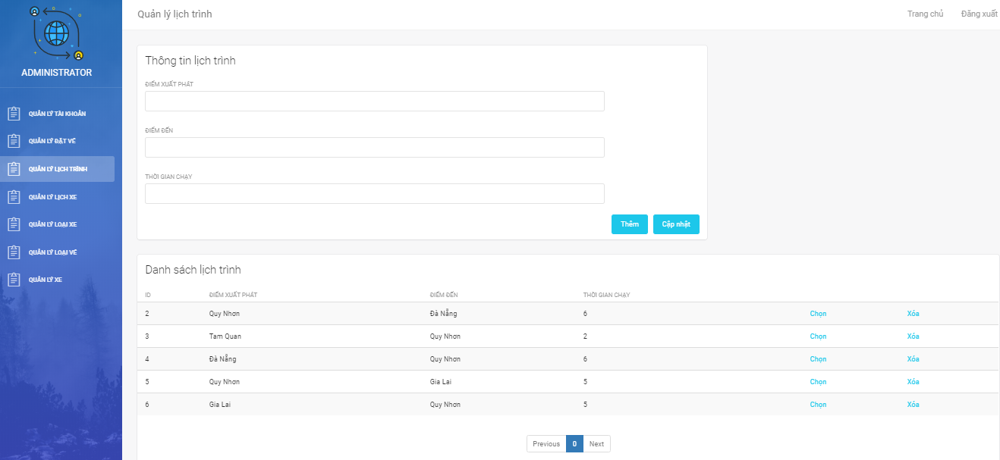 Quản lý lịch trình
Trang chủ
Đăng xuất
ADMINISTRATOR
QUẢN LÝ TÀI KHOẢN
QUẢN LÝ ĐẶT VÉ
QUẢN LÝ LỊCH TRÌNH
QUẢN LÝ LỊCH XE
QUẢN LÝ LOẠI XE
QUẢN LÝ LOẠI VÉ
QUẢN LÝ XE
Thông tin lịch trình
ĐIỂM XUẤT PHÁT
ĐIỂM ĐẾN
THỜI GIAN CHẠY
Thêm Cập nhật
Danh sách lịch trình
ID ĐIỂM XUẤT PHÁT ĐIỂM ĐẾN THỜI GIAN CHẠY
2 Quy Nhơn Đà Nẵng 6 Chọn Xóa
3 Tam Quan Quy Nhơn 2 Chọn Xóa
4 Đà Nẵng Quy Nhơn 6 Chọn Xóa
5 Quy Nhơn Gia Lai 5 Chọn Xóa
6 Gia Lai Quy Nhơn 5 Chọn Xóa
Previous 0 Next